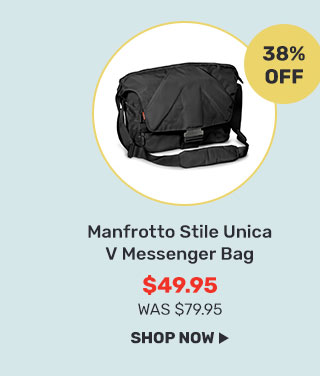 38%
OFF
Manfrotto Stile Unica
V Messenger Bag
$49.95
WAS $79.95
SHOP NOW ▶